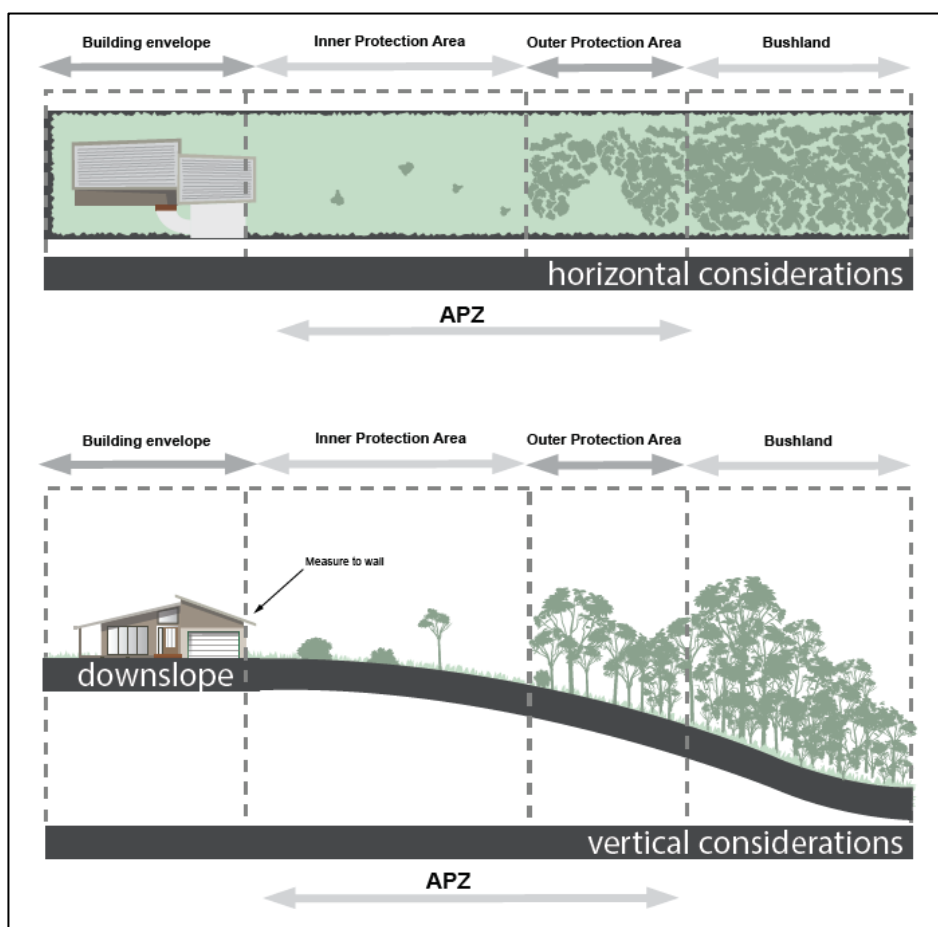 Building envelope Inner Protection Area Outer Protection Area Bushland
horizontal considerations
APZ
Building envelope Inner Protection Area Outer Protection Area Bushland
Measure to wall
downslope
vertical considerations
APZ